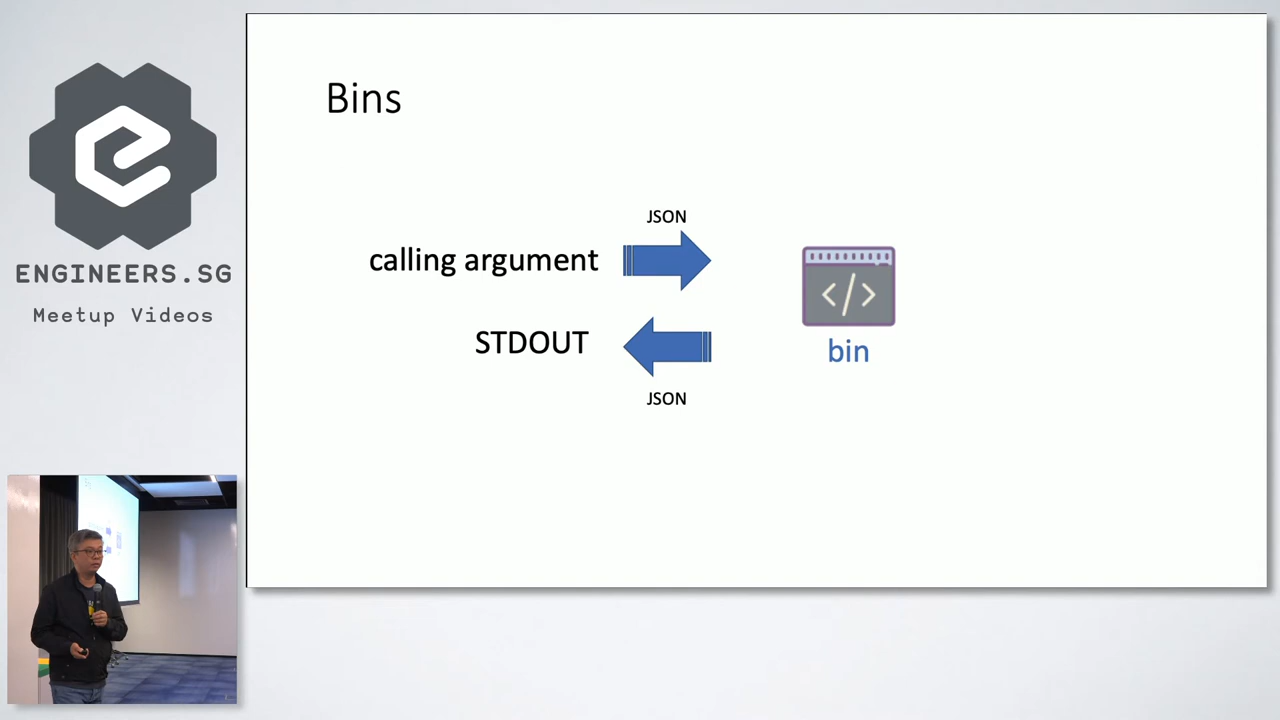 ENGINEERS.SG
Meetup Videos
Bins
JSON
calling argument
</>
STDOUT
bin
JSON